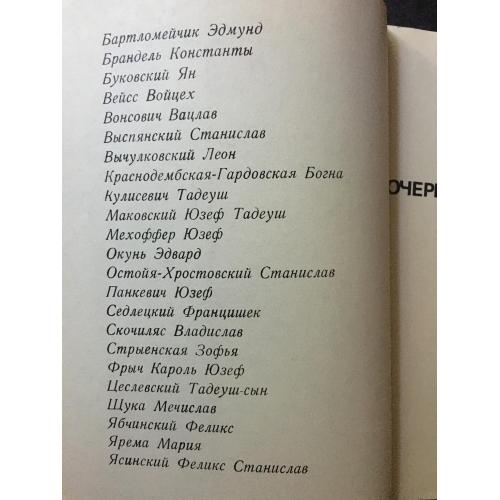 Бартломейчик Эдмунд
Брандель Константы
Буковский Ян
Вейсс Войцех
Вонсович Вацлав
Выспянский Станислав
Вычулковский Леон
Краснодембская-Гардовская Богна
Кулисевич Тадеуш
Маковский Юзеф Тадеуш
Мехоффер Юзеф
Окунь Эдвард
Остойя-Хростовский Станислав
Панкевич Юзеф
Седлецкий Францишек
Скочиляс Владислав
Стрыенская Зофья
Фрыч Кароль Юзеф
Цеслевский Тадеуш-сын
Щука Мечислав
Ябчинский Феликс
Ярема Мария
Ясинский Феликс Станислав